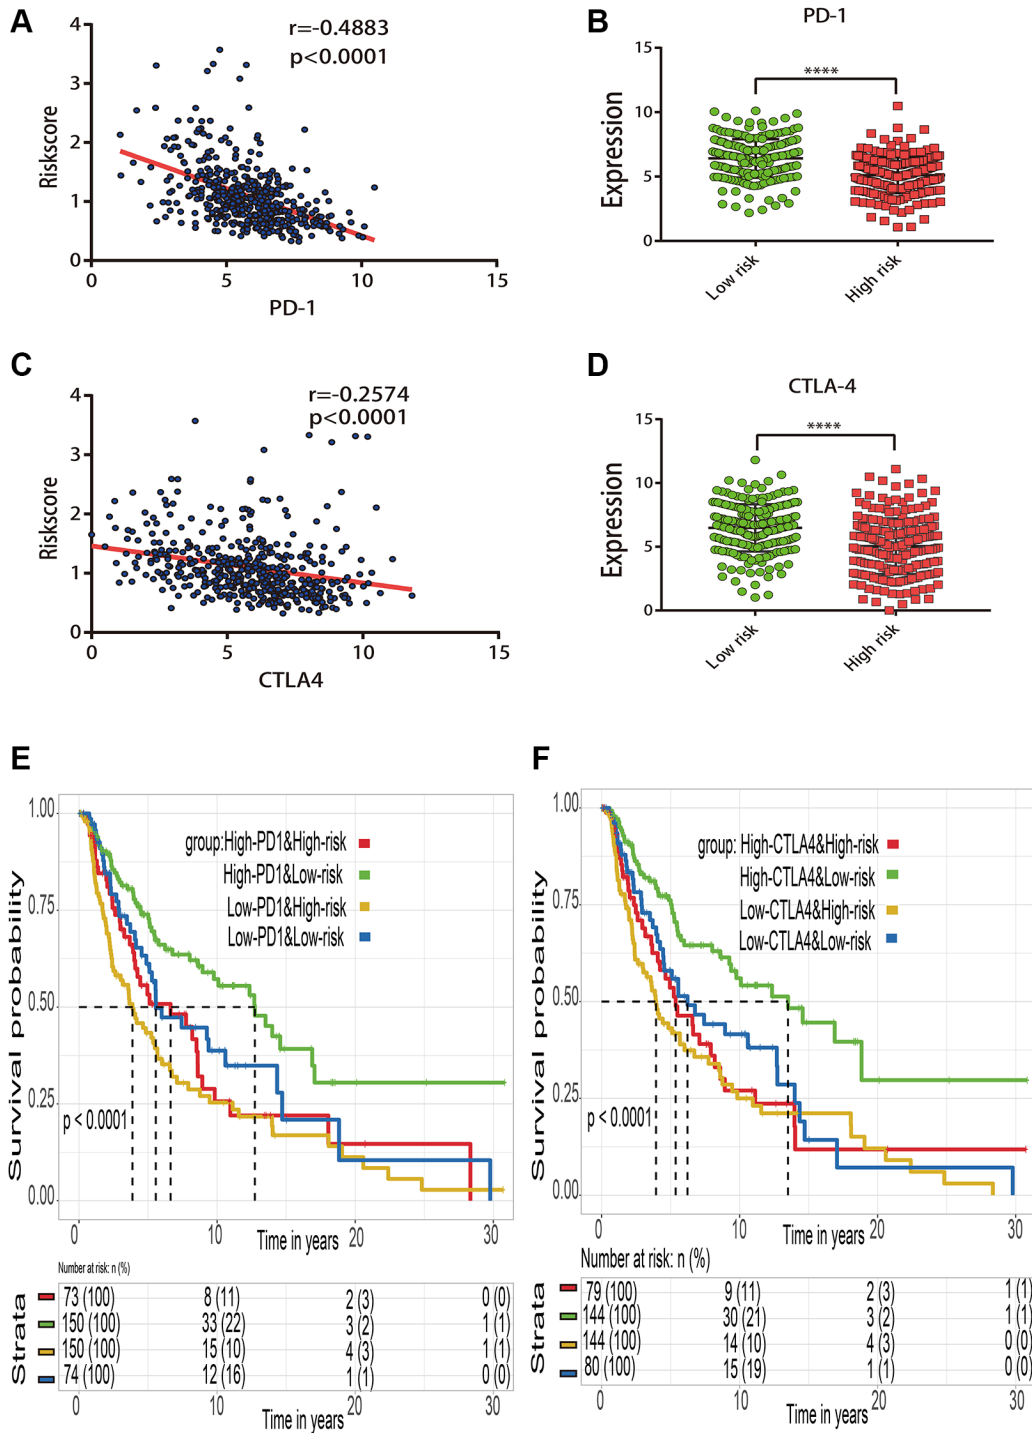 A
r=-0.4883
p<0.0001
4
3
2
1
0
Riskscore
0 5 10 15
PD-1
B
PD-1
****
15
10
5
0
Expression
Low risk
High risk
C
r=-0.2574
p<0.0001
4
3
2
1
0
Riskscore
0 5 10 15
CTLA4
D
CTLA-4
****
15
10
5
0
Expression
Low risk
High risk
E
1.00
0.75
0.50
0.25
0.00
Survival probability
group:High-PD1&High-risk
High-PD1&Low-risk
Low-PD1&High-risk
Low-PD1&Low-risk
p < 0.0001
0 10 20 30
Time in years
Number at risk: n (%)
Strata
73 (100) 8 (11) 2 (3) 0 (0)
150 (100) 33 (22) 3 (2) 1 (1)
150 (100) 15 (10) 4 (3) 1 (1)
74 (100) 12 (16) 1 (1) 0 (0)
0 10 20 30
Time in years
F
1.00
0.75
0.50
0.25
0.00
Survival probability
group: High-CTLA4&High-risk
High-CTLA4&Low-risk
Low-CTLA4&High-risk
Low-CTLA4&Low-risk
p < 0.0001
0 10 20 30
Time in years
Number at risk: n (%)
Strata
79 (100) 9 (11) 2 (3) 1 (1)
144 (100) 30 (21) 3 (2) 1 (1)
144 (100) 14 (10) 4 (3) 0 (0)
80 (100) 15 (19) 1 (1) 0 (0)
0 10 20 30
Time in years